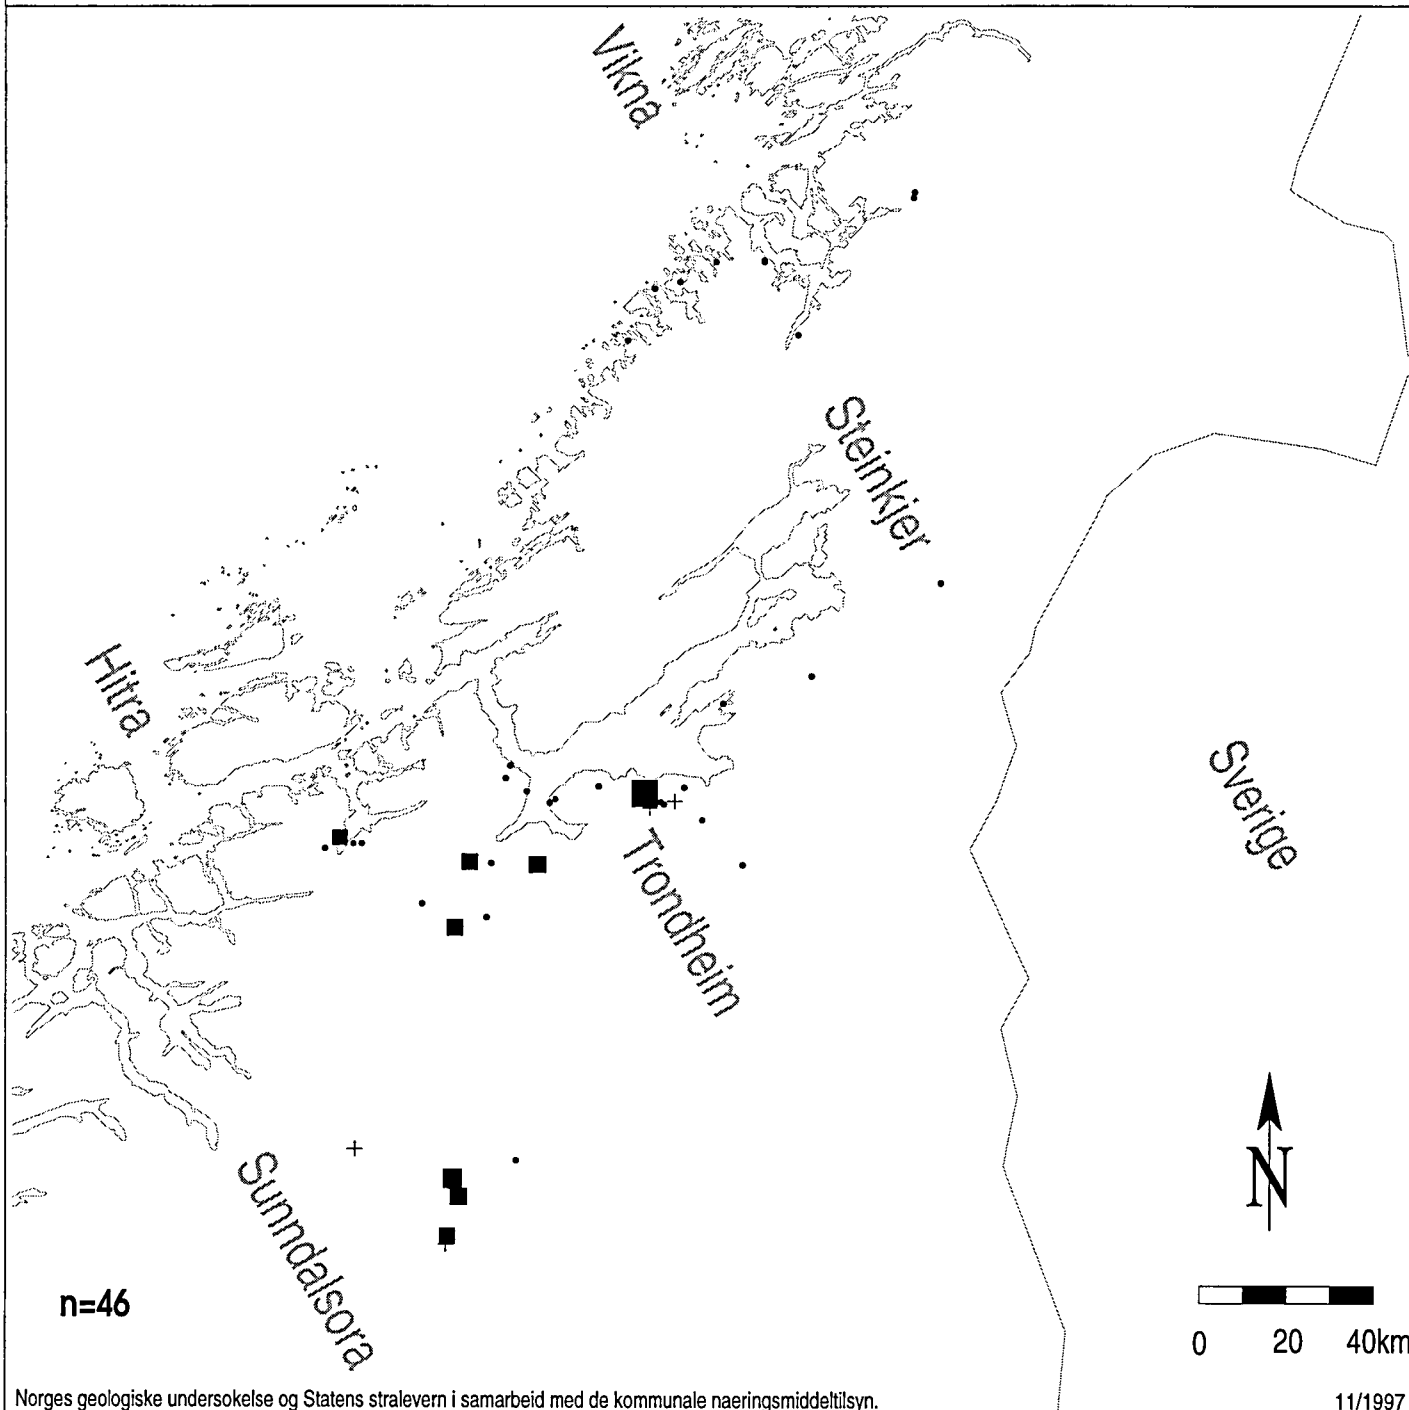 Vikna
Steinkjer
Hitra
Sverige
Trondheim
Sunndalsora
N
n=46
0 20 40km
Norges geologiske undersokelse og Statens stralevern i samarbeid med de kommunale naeringsmiddeltilsyn.
11/1997